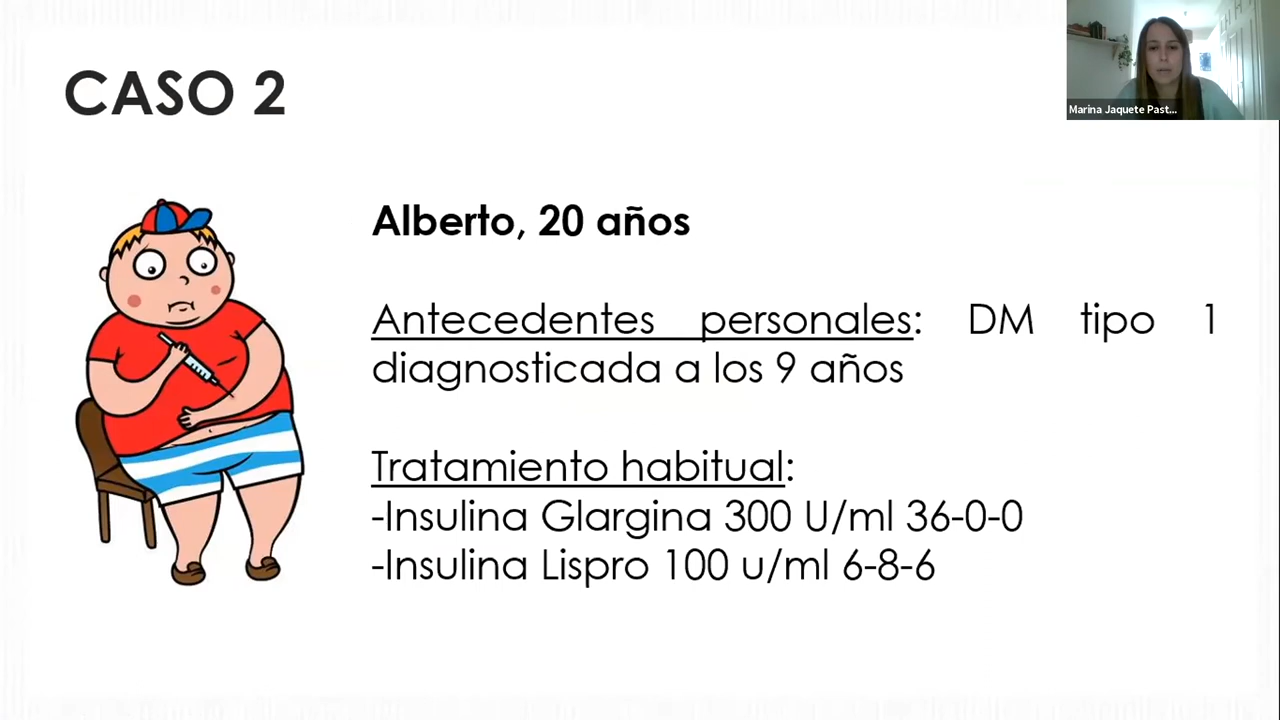 CASO 2
Marina Jaquete Past...
Alberto, 20 años
Antecedentes personales: DM tipo 1
diagnosticada a los 9 años
Tratamiento habitual:
-Insulina Glargina 300 U/ml 36-0-0
-Insulina Lispro 100 u/ml 6-8-6